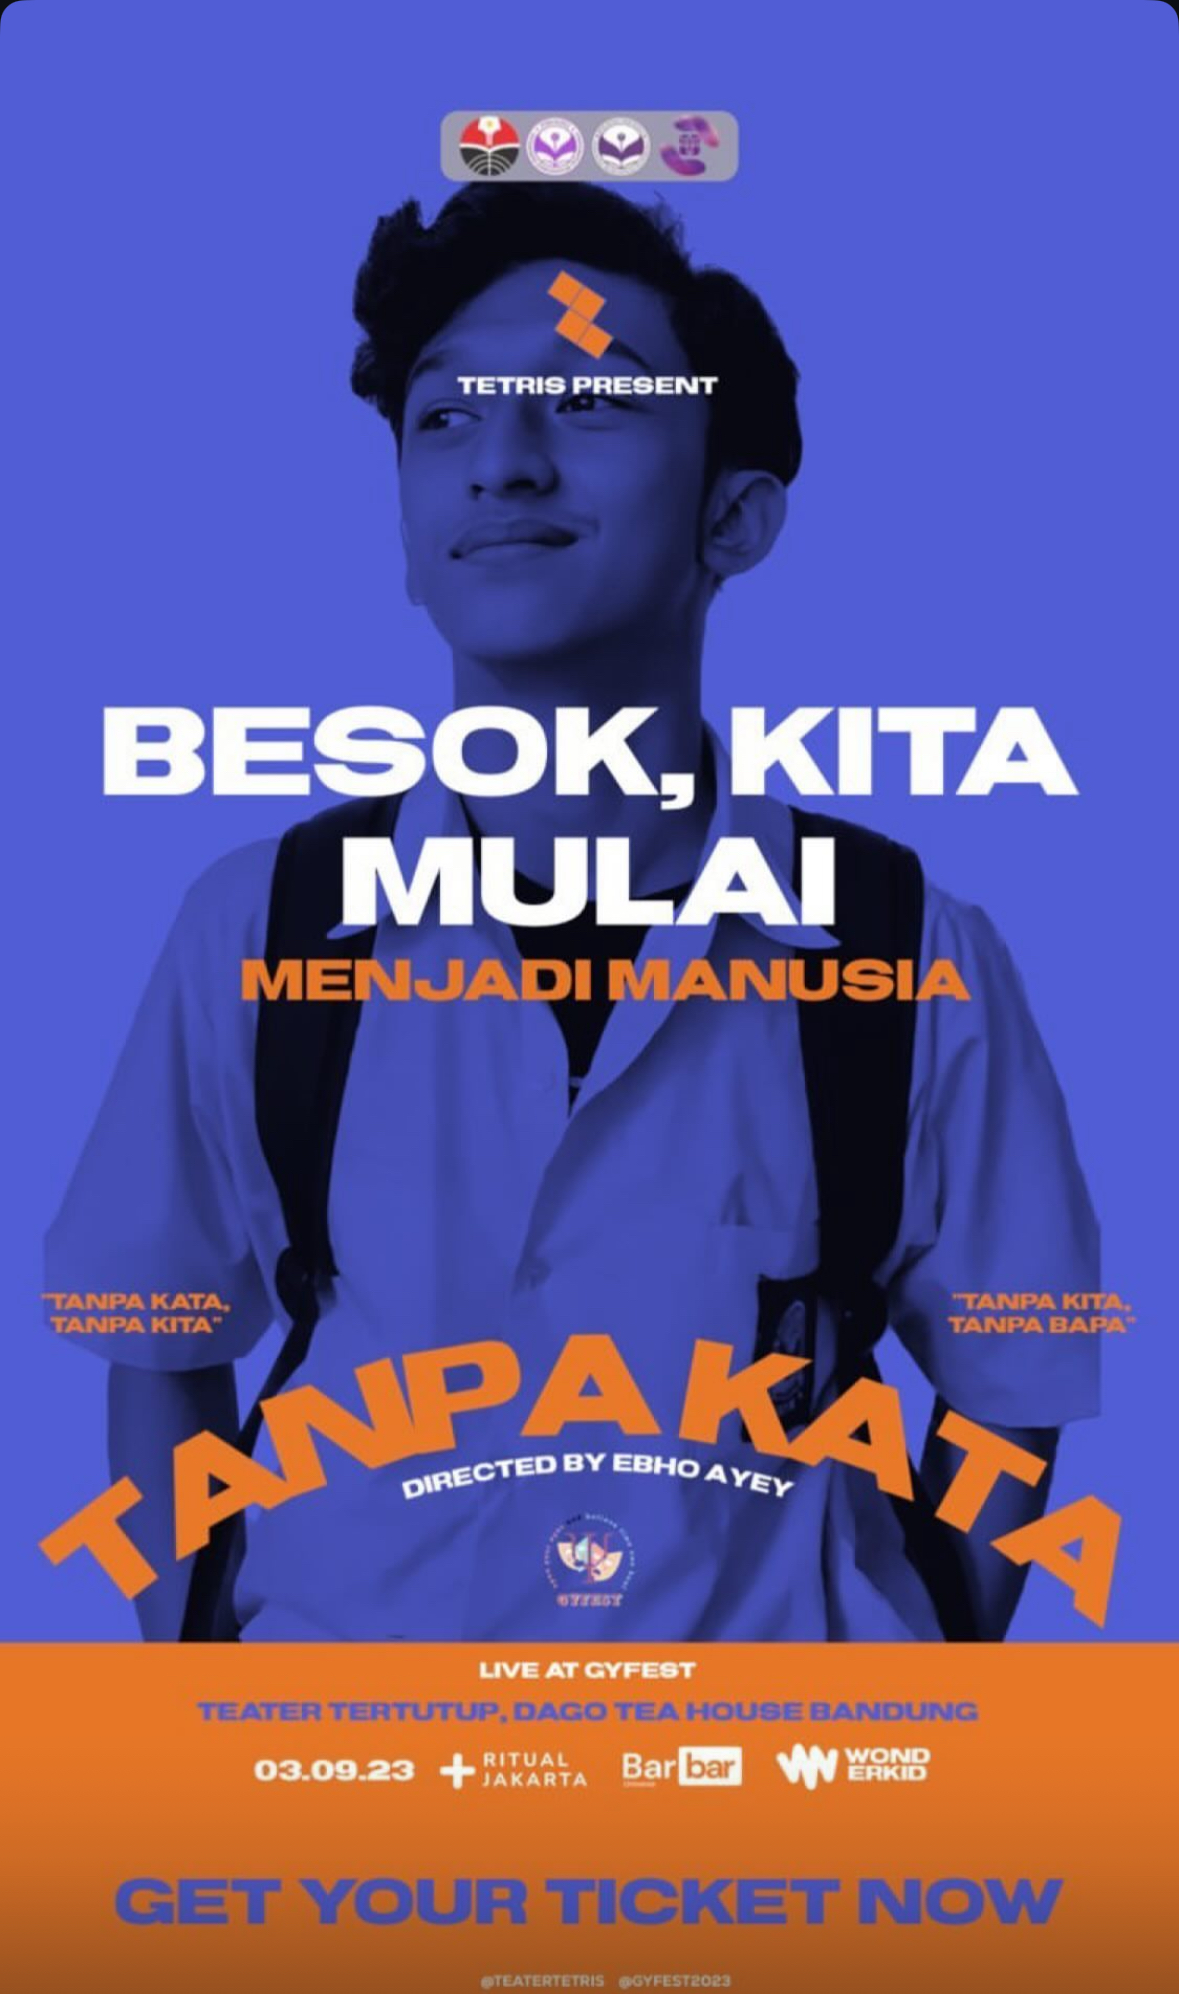 TETRIS PRESENT
BESOK, KITA
MULAI
MENJADI MANUSIA
"TANPA KATA,
TANPA KITA"
"TANPA KITA,
TANPA BAPA"
TANPA KATA
DIRECTED BY EBHO AYEY
GYFEST
LIVE AT GYFEST
TEATER TERTUTUP, DAGO TEA HOUSE BANDUNG
03.09.23
RITUAL
JAKARTA
Barbar
WOND
ERKID
GET YOUR TICKET NOW
@TEATERTETRIS @GYFEST2023